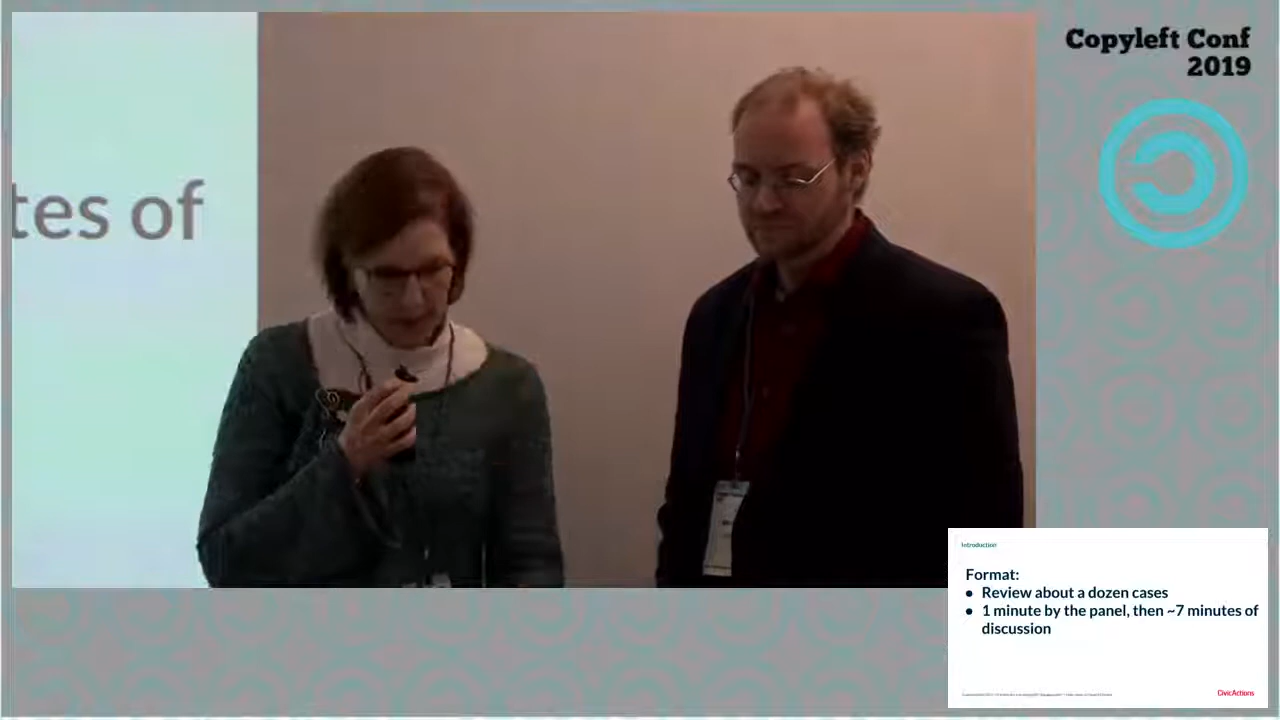 Copyleft Conf
2019
tes of
Introduction
Format:
● Review about a dozen cases
● 1 minute by the panel, then ~7 minutes of
discussion
CivicActions